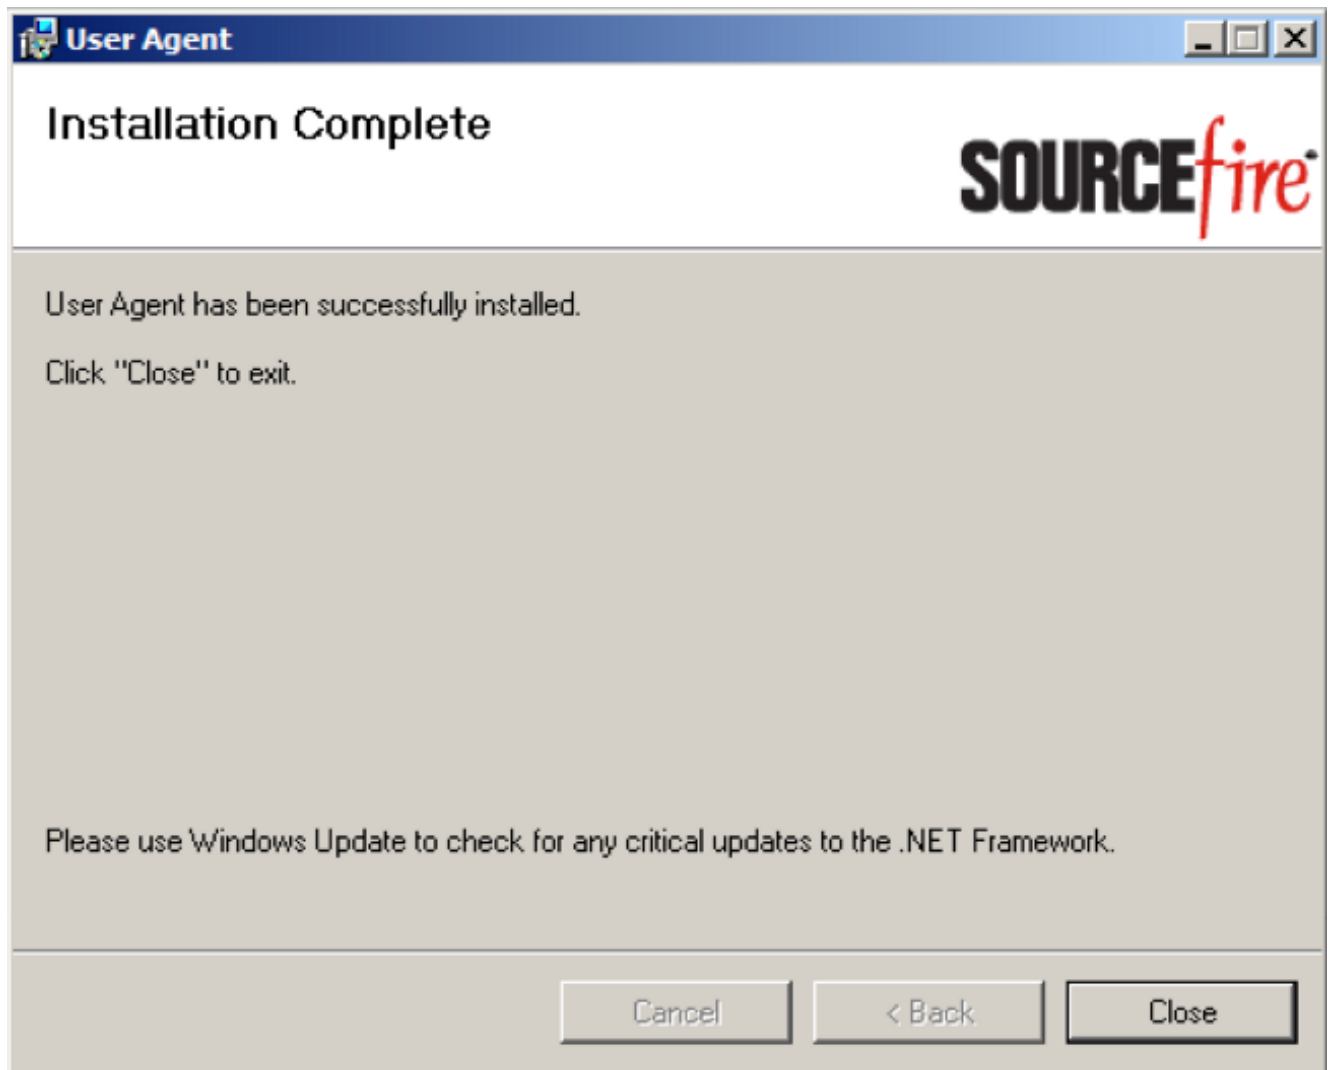 User Agent
Installation Complete
SOURCEfire
User Agent has been successfully installed.
Click "Close" to exit.
Please use Windows Update to check for any critical updates to the .NET Framework.
Cancel
< Back
Close